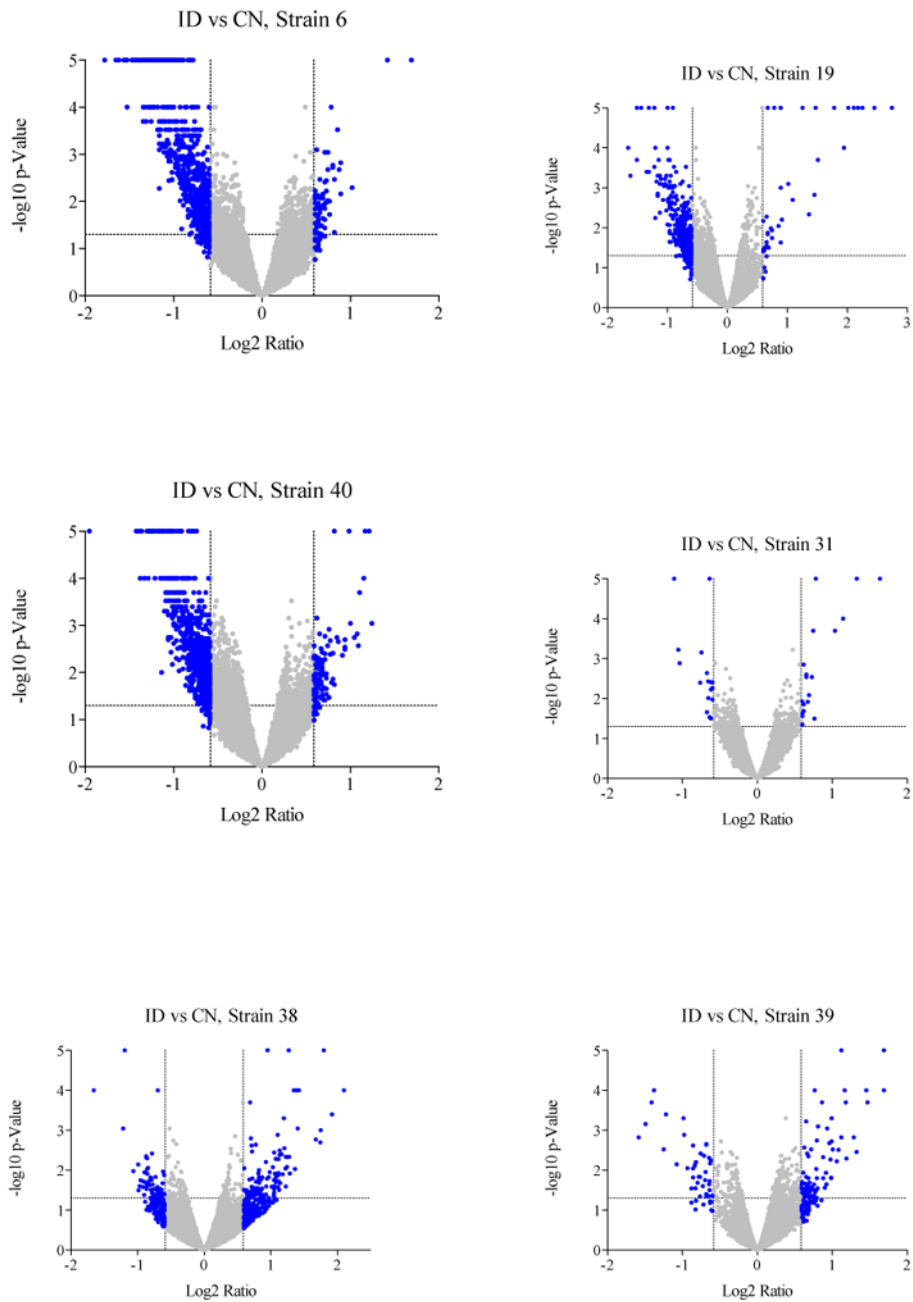 ID vs CN, Strain 6
5
4
3
2
1
0
-log10 p-Value
-2 -1 0 1 2
Log2 Ratio
ID vs CN, Strain 19
5
4
3
2
1
0
-log10 p-Value
-2 -1 0 1 2 3
Log2 Ratio
ID vs CN, Strain 40
5
4
3
2
1
0
-log10 p-Value
-2 -1 0 1 2
Log2 Ratio
ID vs CN, Strain 31
5
4
3
2
1
0
-log10 p-Value
-2 -1 0 1 2
Log2 Ratio
ID vs CN, Strain 38
5
4
3
2
1
0
-log10 p-Value
-2 -1 0 1 2
Log2 Ratio
ID vs CN, Strain 39
5
4
3
2
1
0
-log10 p-Value
-2 -1 0 1 2
Log2 Ratio